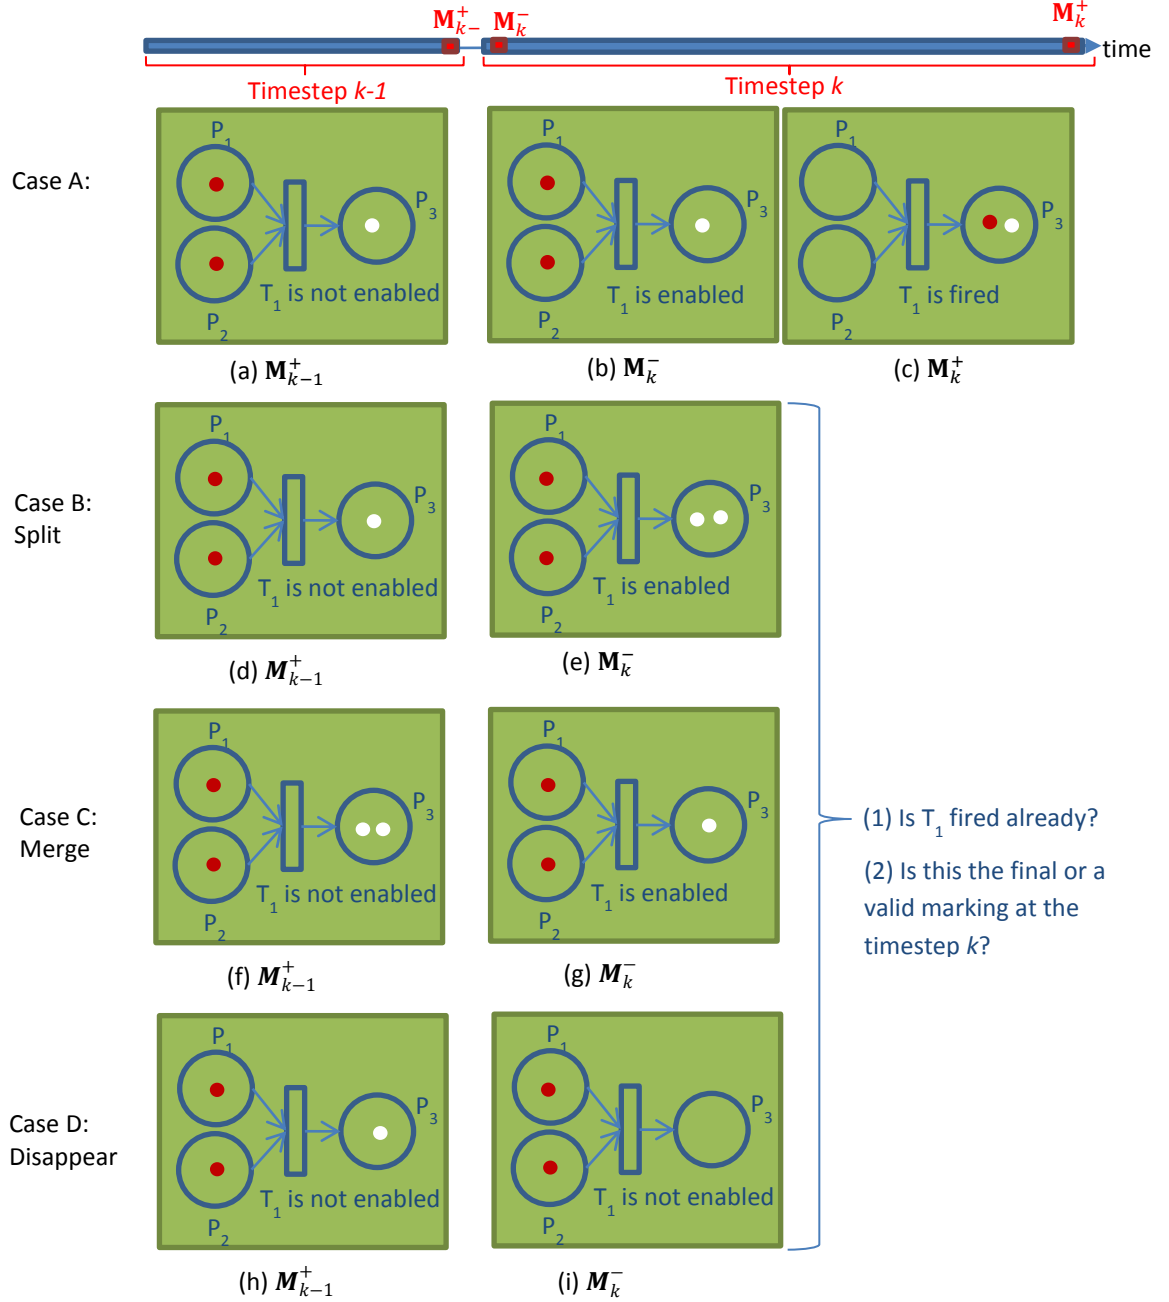 M⁺ₖ₋ M⁻ₖ M⁺ₖ
time
Timestep k-1 Timestep k
Case A:
P₁ P₁ P₁
P₃ P₃ P₃
T₁ is not enabled T₁ is enabled T₁ is fired
P₂ P₂ P₂
(a) M⁺ₖ₋₁ (b) M⁻ₖ (c) M⁺ₖ
Case B:
Split
P₁ P₁
P₃ P₃
T₁ is not enabled T₁ is enabled
P₂ P₂
(d) M⁺ₖ₋₁ (e) M⁻ₖ
Case C:
Merge
P₁ P₁
P₃ P₃
T₁ is not enabled T₁ is enabled
P₂ P₂
(f) M⁺ₖ₋₁ (g) M⁻ₖ
(1) Is T₁ fired already?
(2) Is this the final or a
valid marking at the
timestep k?
Case D:
Disappear
P₁ P₁
P₃ P₃
T₁ is not enabled T₁ is not enabled
P₂ P₂
(h) M⁺ₖ₋₁ (i) M⁻ₖ